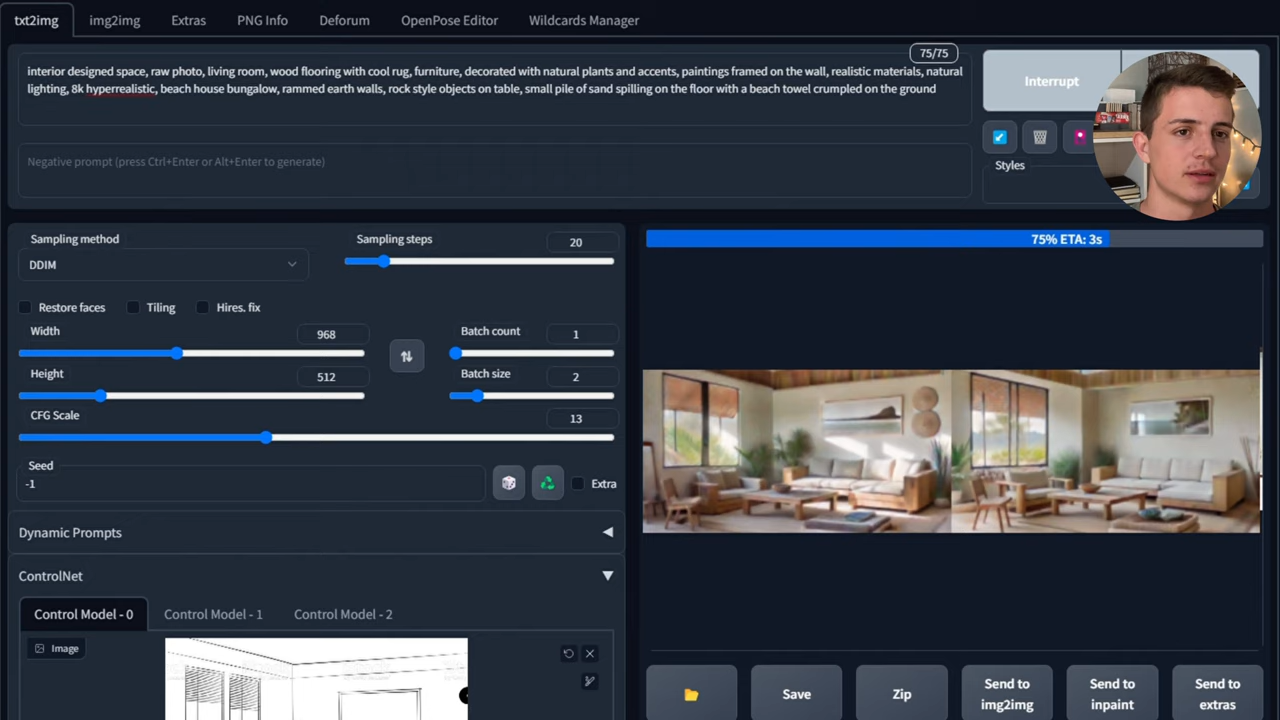 txt2img img2img Extras PNG Info Deforum OpenPose Editor Wildcards Manager
75/75
interior designed space, raw photo, living room, wood flooring with cool rug, furniture, decorated with natural plants and accents, paintings framed on the wall, realistic materials, natural
lighting, 8k hyperrealistic, beach house bungalow, rammed earth walls, rock style objects on table, small pile of sand spilling on the floor with a beach towel crumpled on the ground
Interrupt
Negative prompt (press Ctrl+Enter or Alt+Enter to generate)
Styles
Sampling method
DDIM
Sampling steps
20
75% ETA: 3s
Restore faces Tiling Hires. fix
Width 968
Batch count 1
Height 512
Batch size 2
CFG Scale 13
Seed
-1
Extra
Dynamic Prompts
ControlNet
Control Model - 0 Control Model - 1 Control Model - 2
Image
Save
Zip
Send to
img2img
Send to
inpaint
Send to
extras